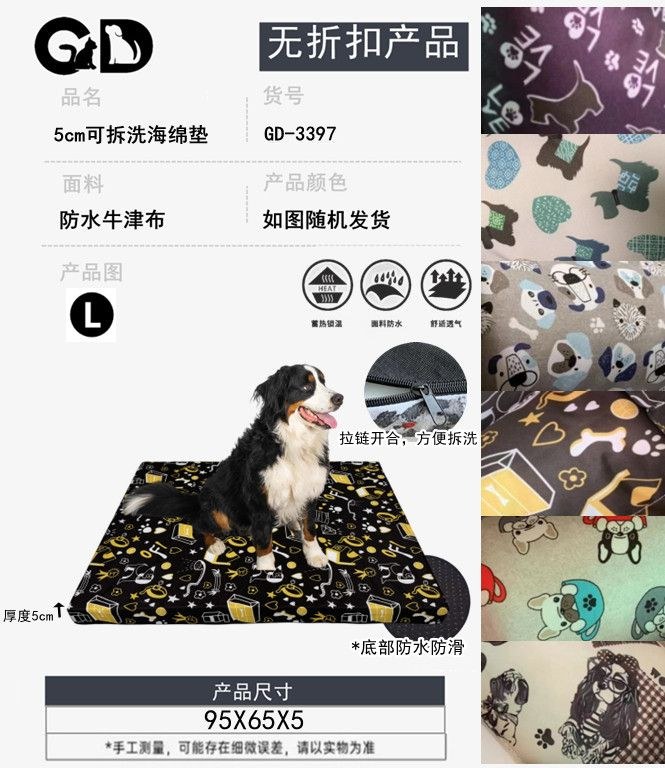 GD
无折扣产品
品名
货号
5cm可拆洗海绵垫
GD-3397
面料
产品颜色
防水牛津布
如图随机发货
产品图
L
HEAT
蓄热锁温
面料防水
舒适透气
拉链开合，方便拆洗
厚度5cm
*底部防水防滑
产品尺寸
95X65X5
*手工测量，可能存在细微误差，请以实物为准